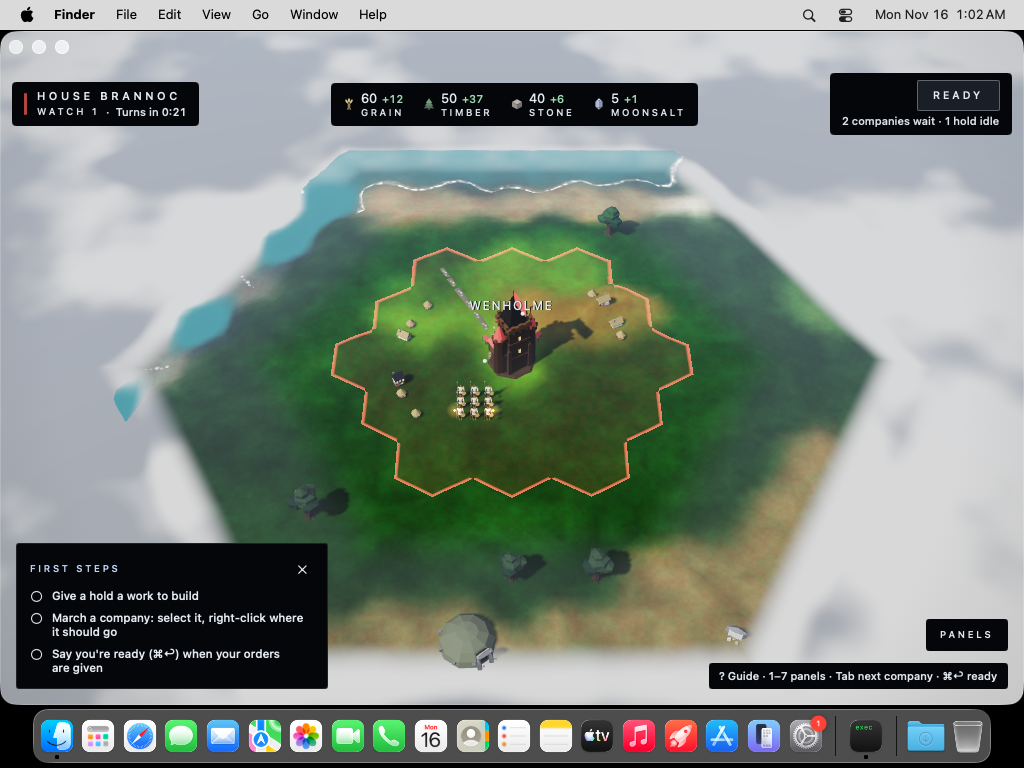 Finder File Edit View Go Window Help
Mon Nov 16 1:02 AM
HOUSE BRANNOC
WATCH 1 · Turns in 0:21
60 +12 50 +37 40 +6 5 +1
GRAIN TIMBER STONE MOONSALT
READY
2 companies wait · 1 hold idle
WENHOLME
FIRST STEPS
Give a hold a work to build
March a company: select it, right-click where
it should go
Say you're ready (⌘↩) when your orders
are given
PANELS
? Guide · 1–7 panels · Tab next company · ⌘↩ ready
Mon
16
tv
1
exec